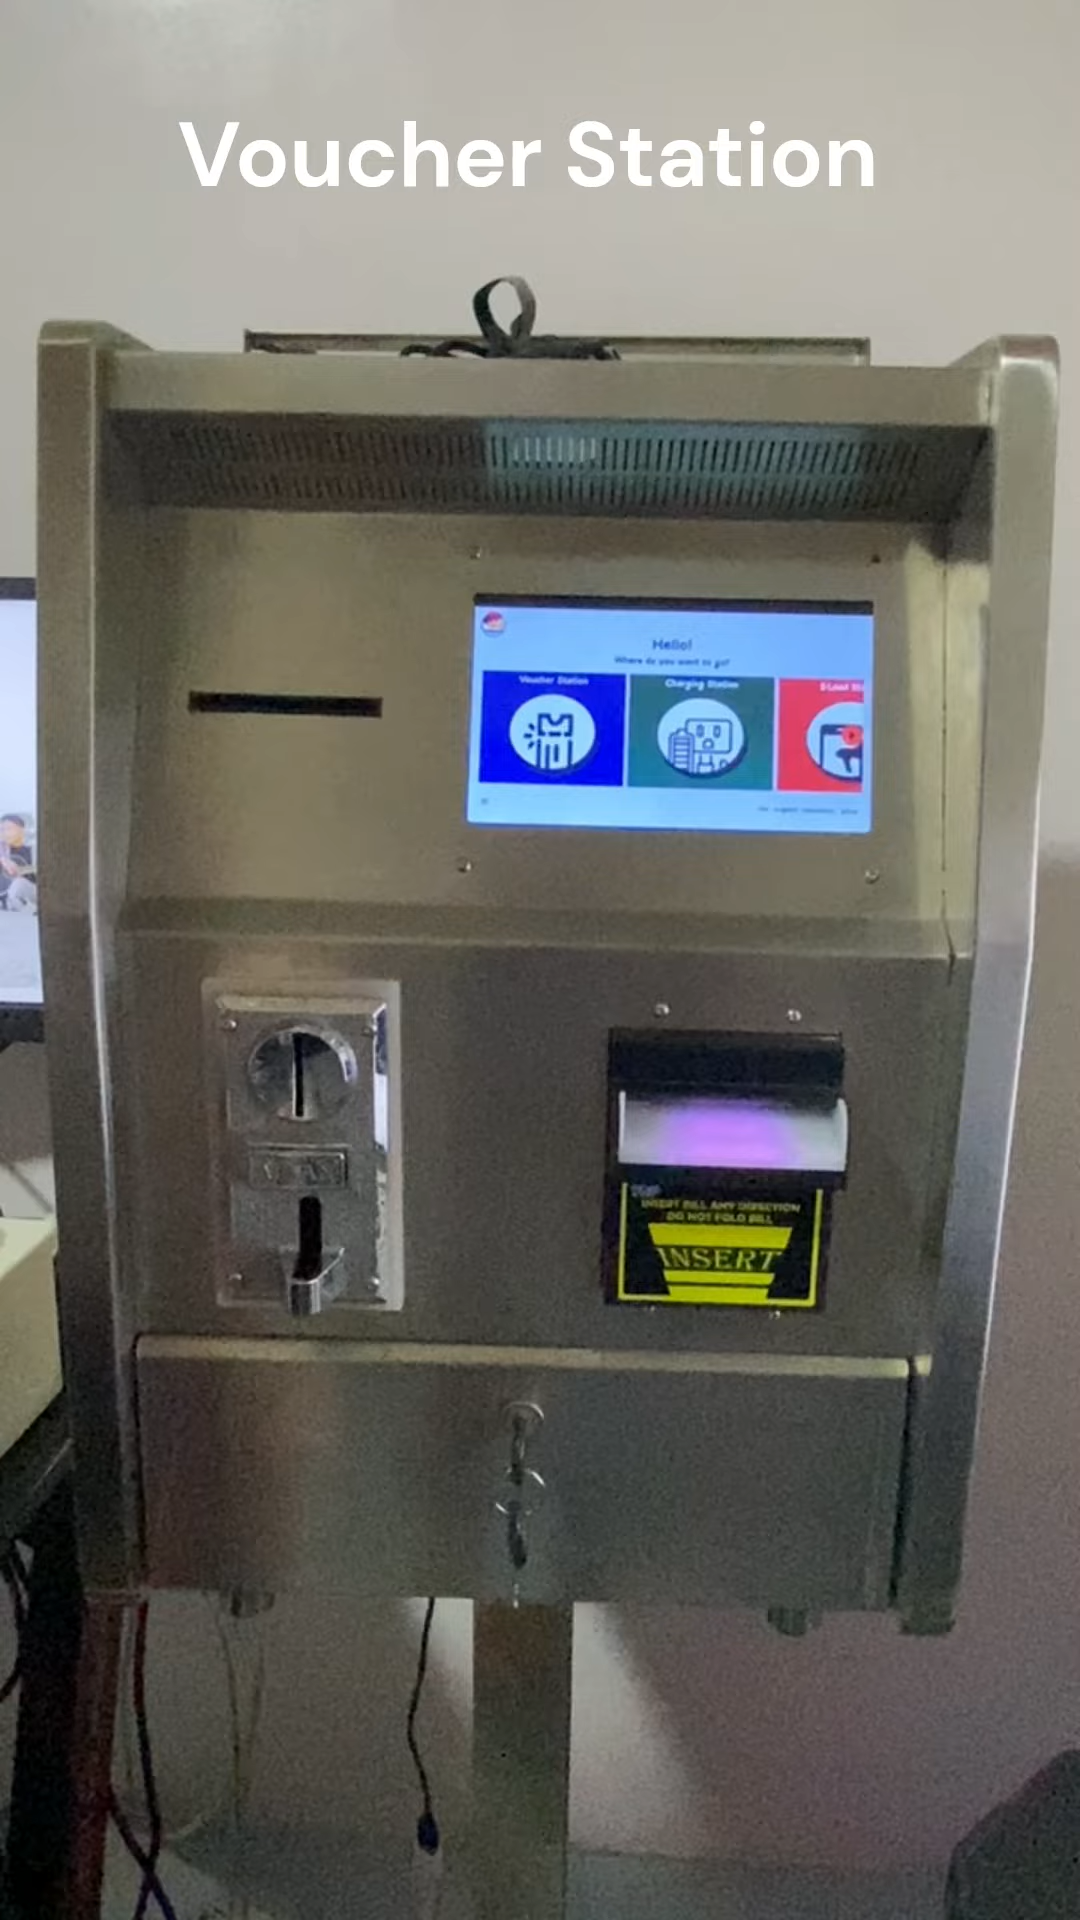 Voucher Station
Hello!
Where do you want to go?
Voucher Station
Charging Station
E-Load
INSERT BILL ANY DIRECTION
DO NOT FOLD BILL
INSERT